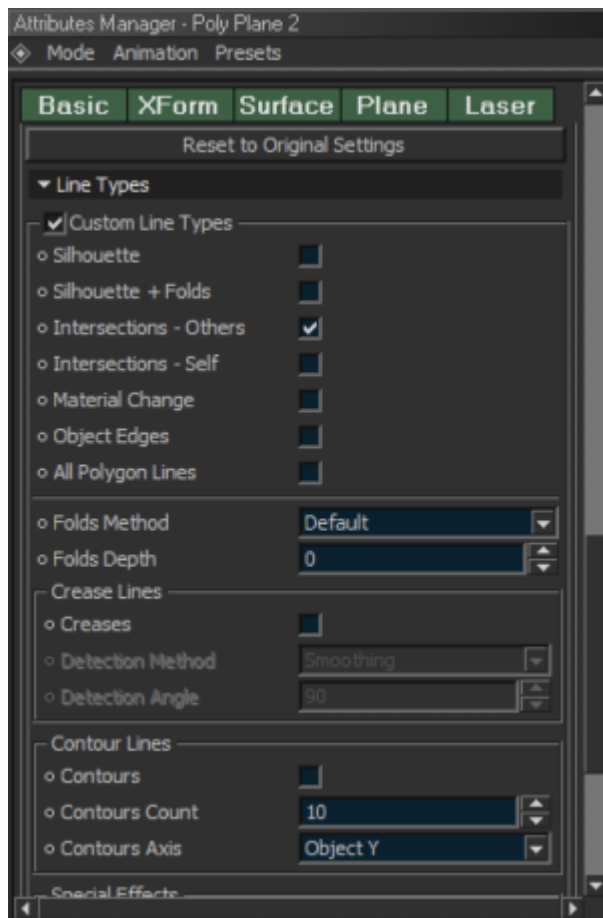 Attributes Manager - Poly Plane 2
Mode Animation Presets
Basic XForm Surface Plane Laser
Reset to Original Settings
Line Types
Custom Line Types
Silhouette
Silhouette + Folds
Intersections - Others
Intersections - Self
Material Change
Object Edges
All Polygon Lines
Folds Method Default
Folds Depth 0
Crease Lines
Creases
Detection Method Smoothing
Detection Angle 90
Contour Lines
Contours
Contours Count 10
Contours Axis Object Y
Special Effects